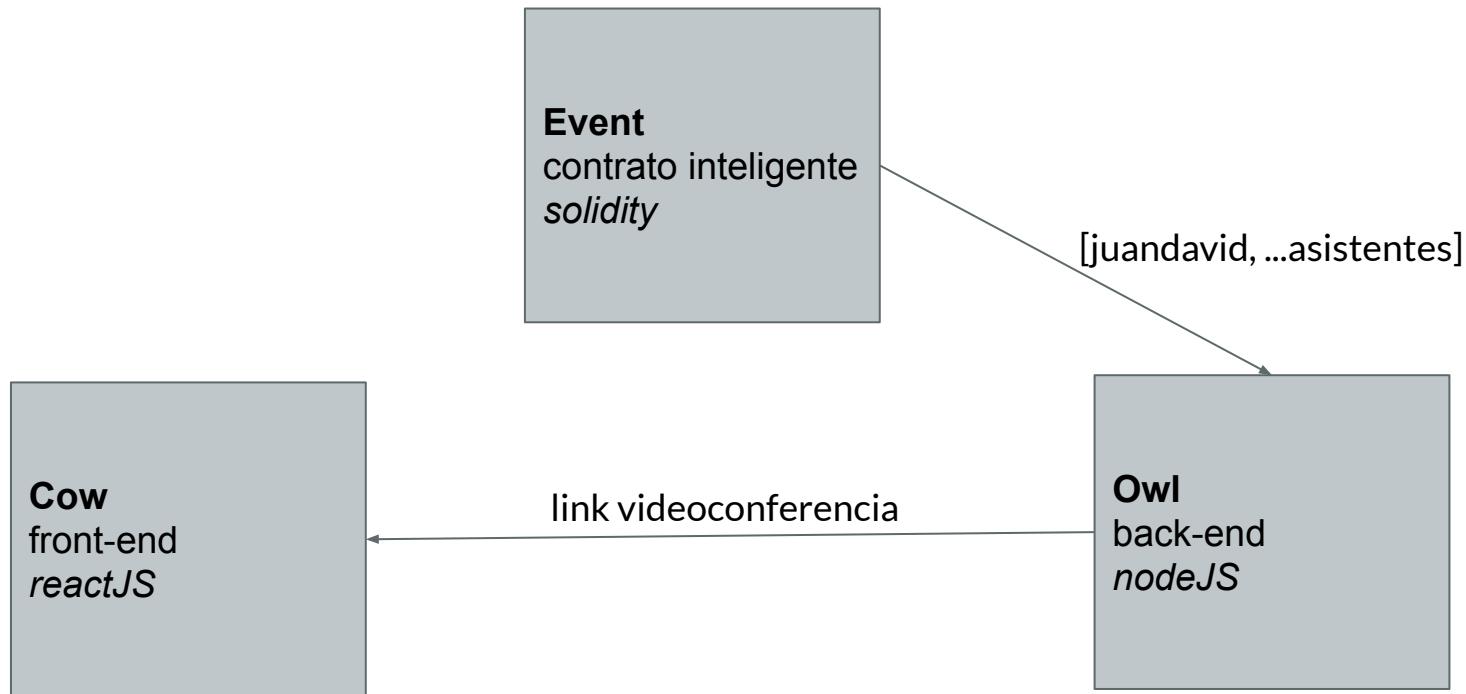 Event
contrato inteligente
solidity
[juandavid, ...asistentes]
Cow
front-end
reactJS
link videoconferencia
Owl
back-end
nodeJS